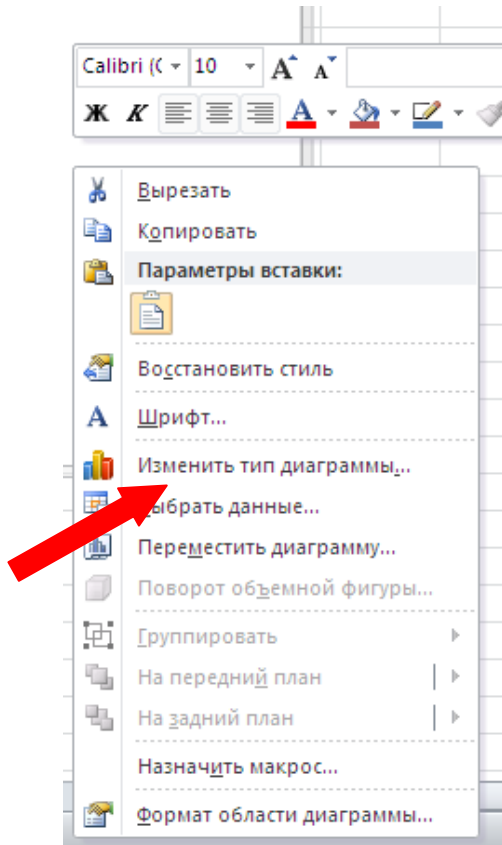 Calibri (С 10 А А
Ж К А
Вырезать
Копировать
Параметры вставки:
Восстановить стиль
Шрифт...
Изменить тип диаграммы...
ыбрать данные...
Переместить диаграмму...
Поворот объемной фигуры...
Группировать
На передний план
На задний план
Назначить макрос...
Формат области диаграммы...